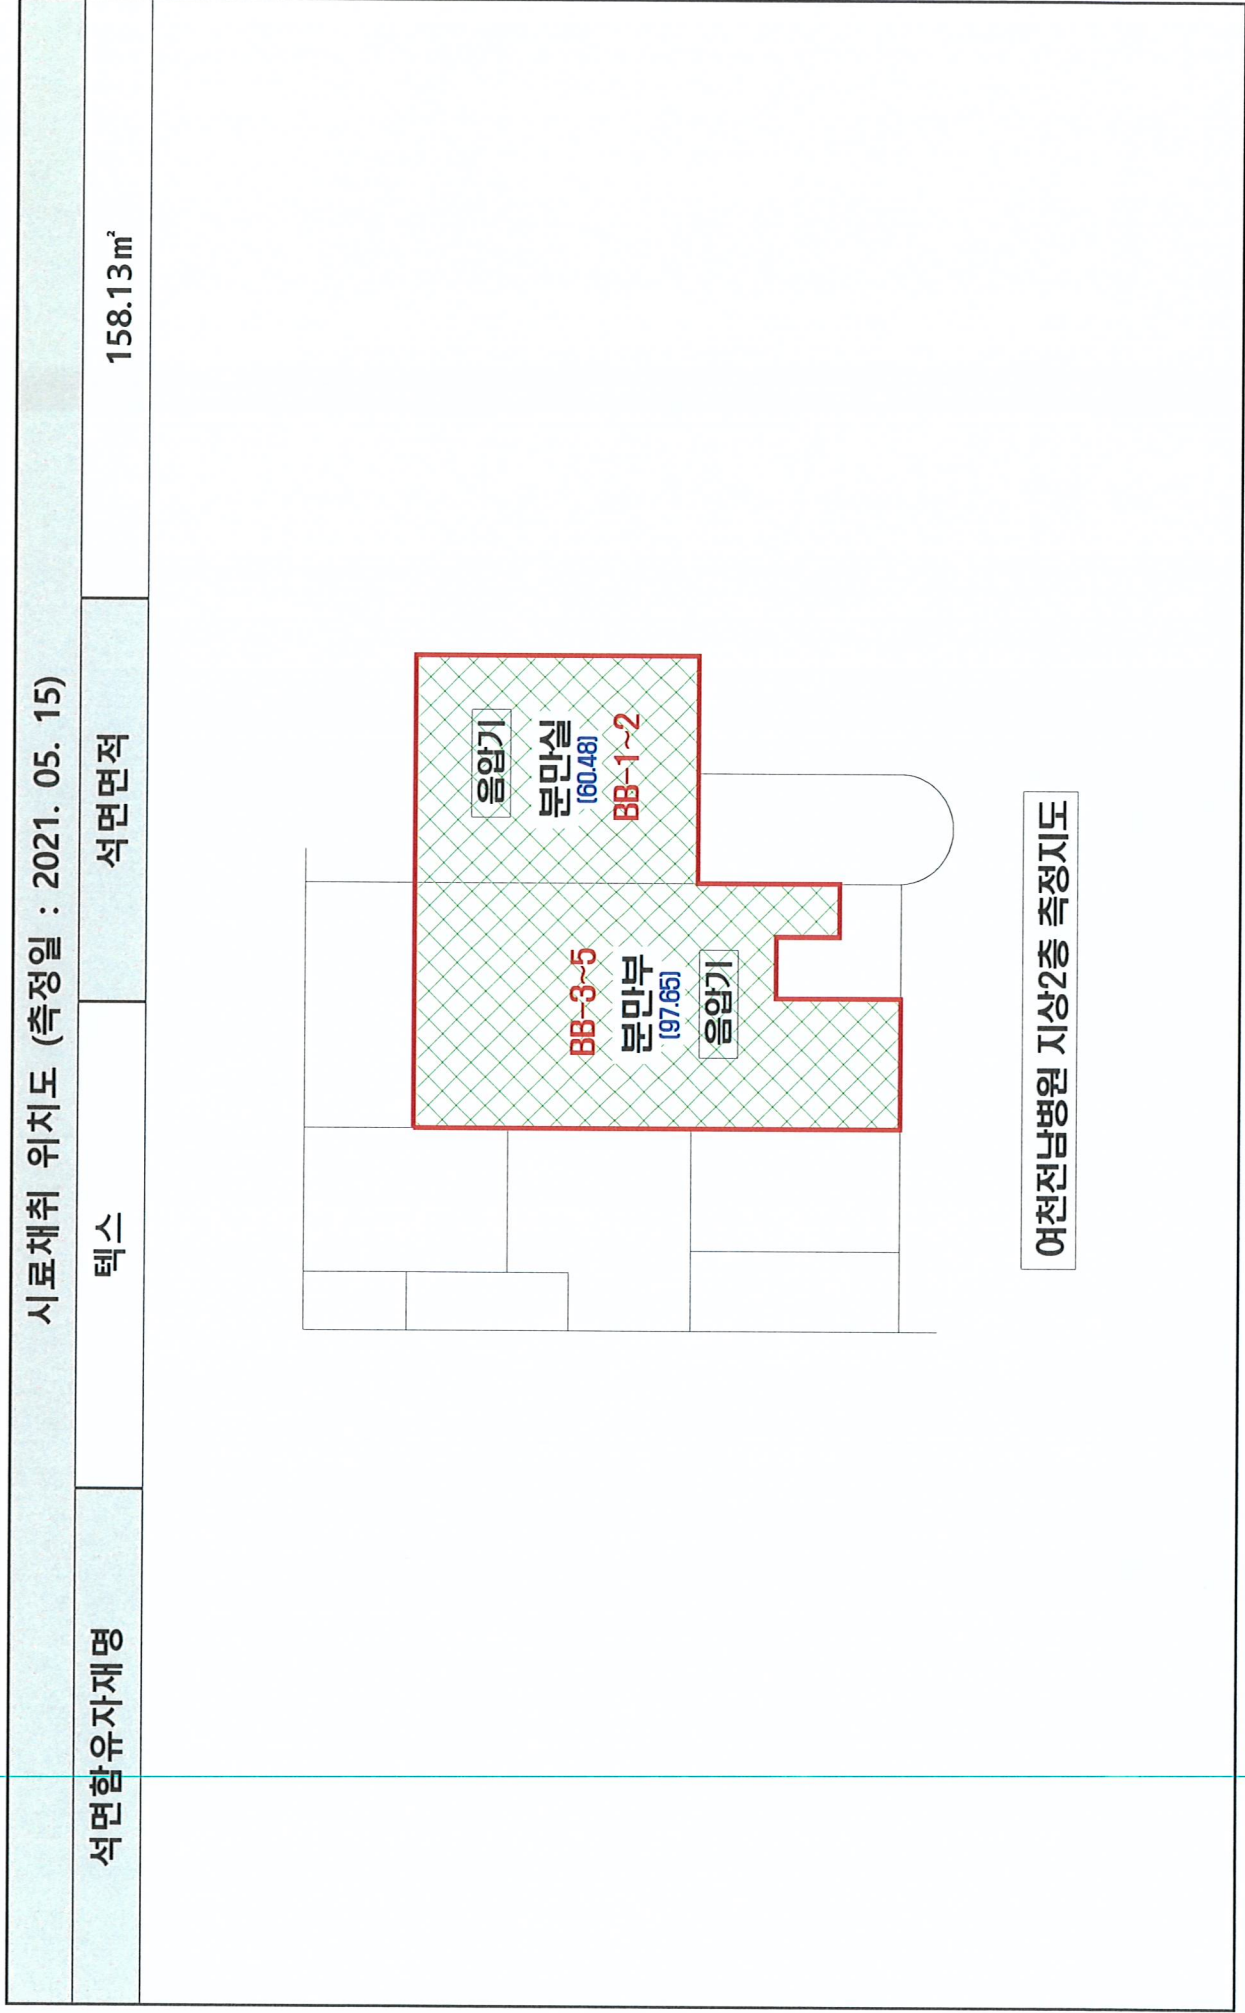 시료채취 위치도 (측정일 : 2021. 05. 15)
석면함유자재명
텍스
석면면적
158.13㎡
BB-3~5
분만부
(97.65)
음압기
음압기
분만실
(60.48)
BB-1~2
여천전남병원 지상2층 측정지도